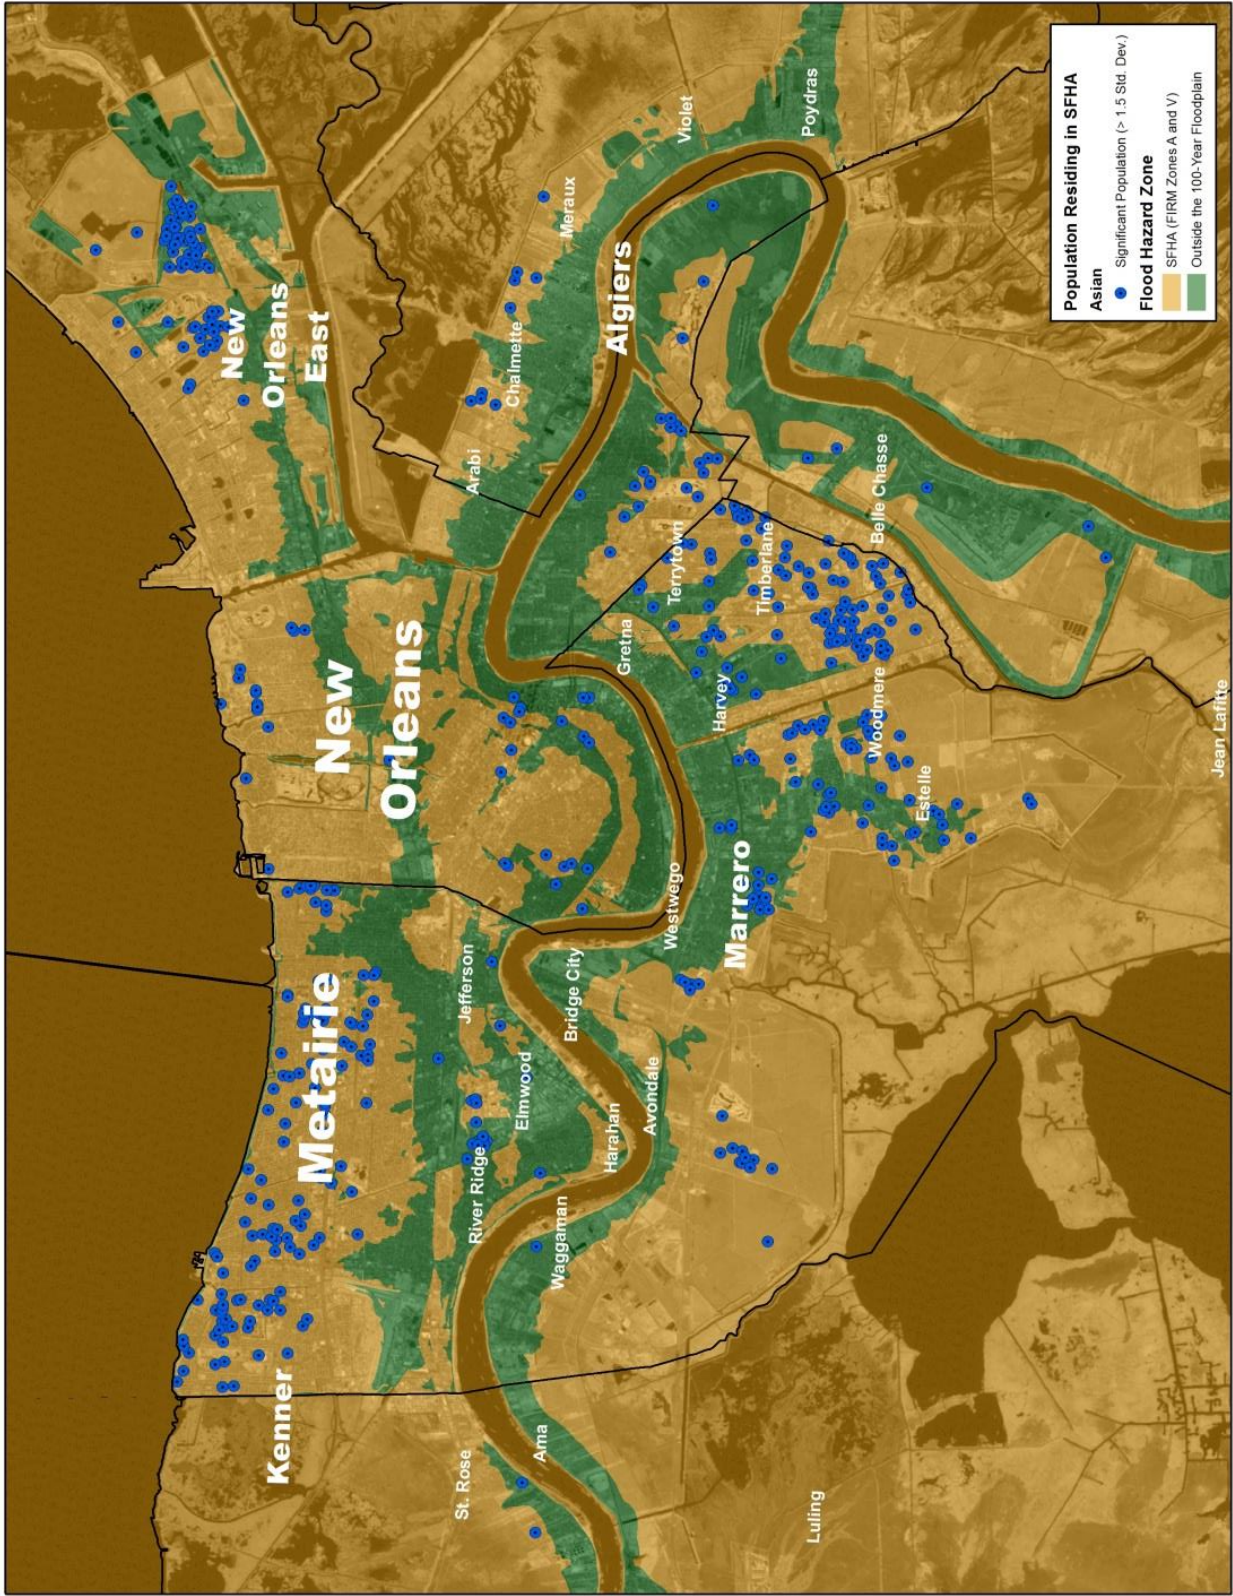 Kenner
Metairie
New
Orleans
New
Orleans
East
St. Rose
Ama
Luling
River Ridge
Waggaman
Harahan
Elmwood
Avondale
Jefferson
Bridge City
Westwego
Marrero
Harvey
Gretna
Terrytown
Timberlane
Woodmere
Estelle
Jean Lafitte
Belle Chasse
Arabi
Chalmette
Meraux
Algiers
Violet
Poydras
Population Residing in SFHA
Asian
Significant Population (> 1.5 Std. Dev.)
Flood Hazard Zone
SFHA (FIRM Zones A and V)
Outside the 100-Year Floodplain